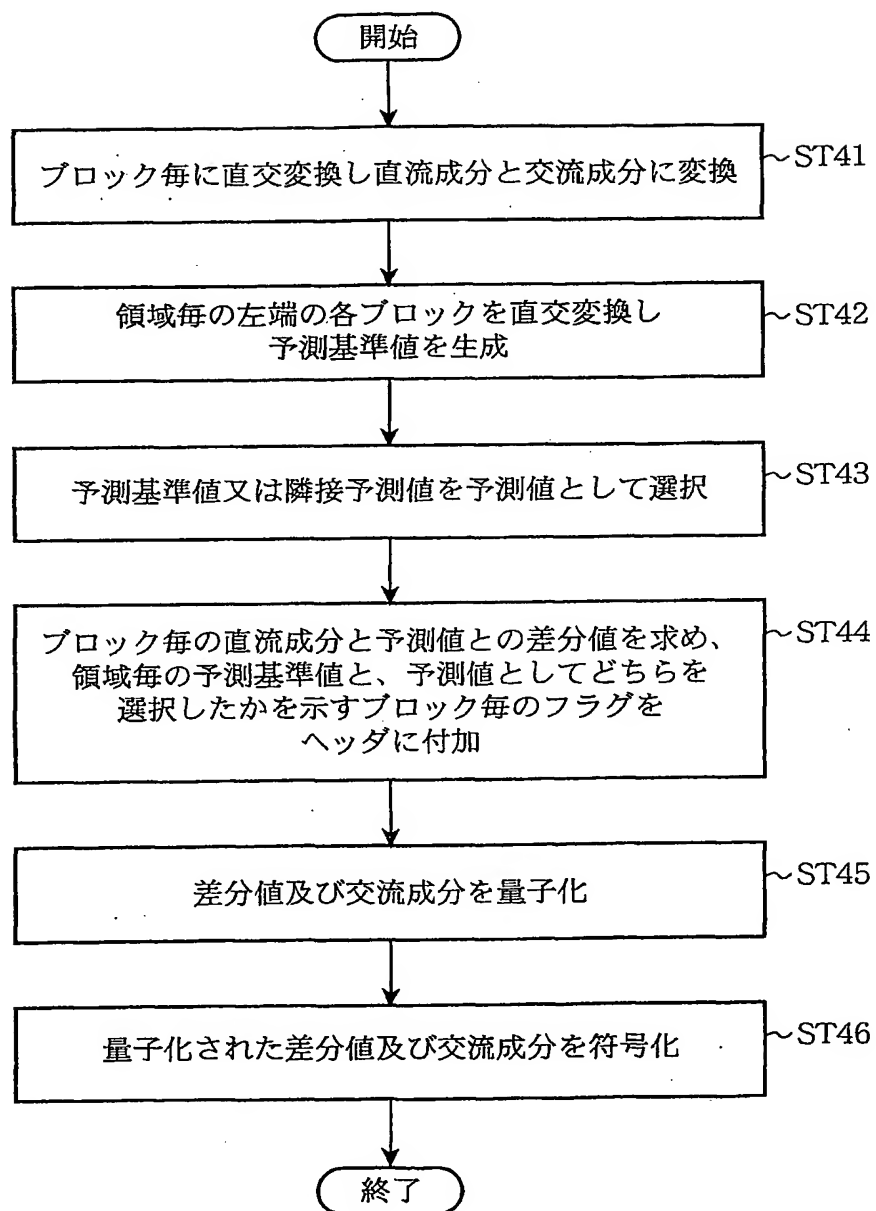 開始
ブロック毎に直交変換し直流成分と交流成分に変換
~ST41
領域毎の左端の各ブロックを直交変換し
予測基準値を生成
~ST42
予測基準値又は隣接予測値を予測値として選択
~ST43
ブロック毎の直流成分と予測値との差分値を求め、
領域毎の予測基準値と、予測値としてどちらを
選択したかを示すブロック毎のフラグを
ヘッダに付加
~ST44
差分値及び交流成分を量子化
~ST45
量子化された差分値及び交流成分を符号化
~ST46
終了